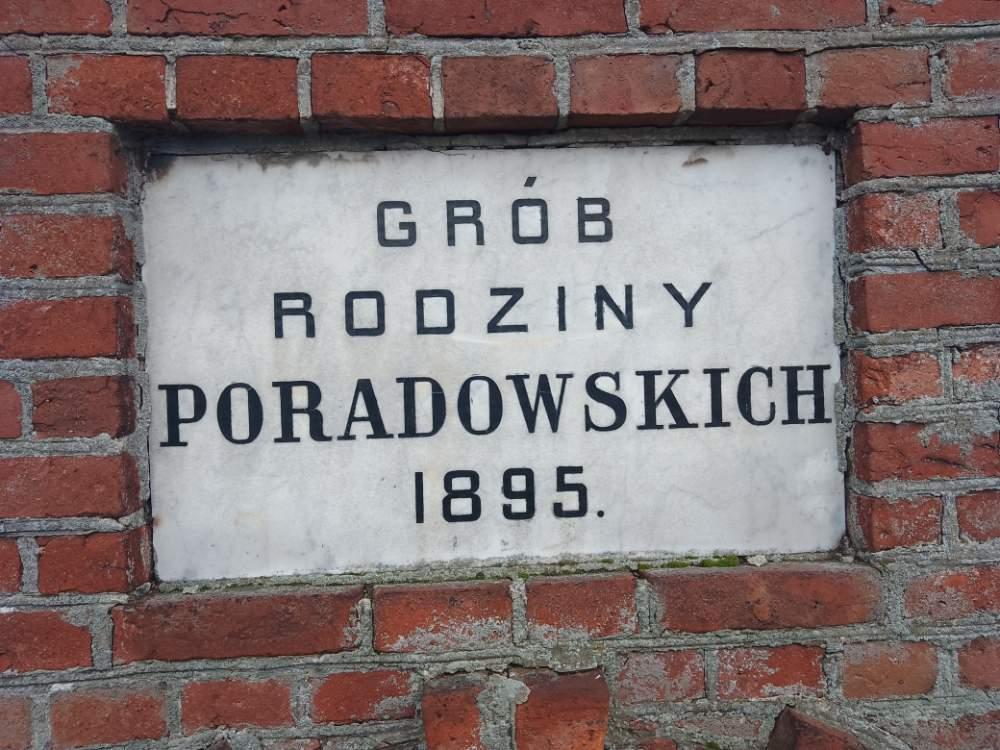 GRÓB
RODZINY
PORADOWSKICH
1895.